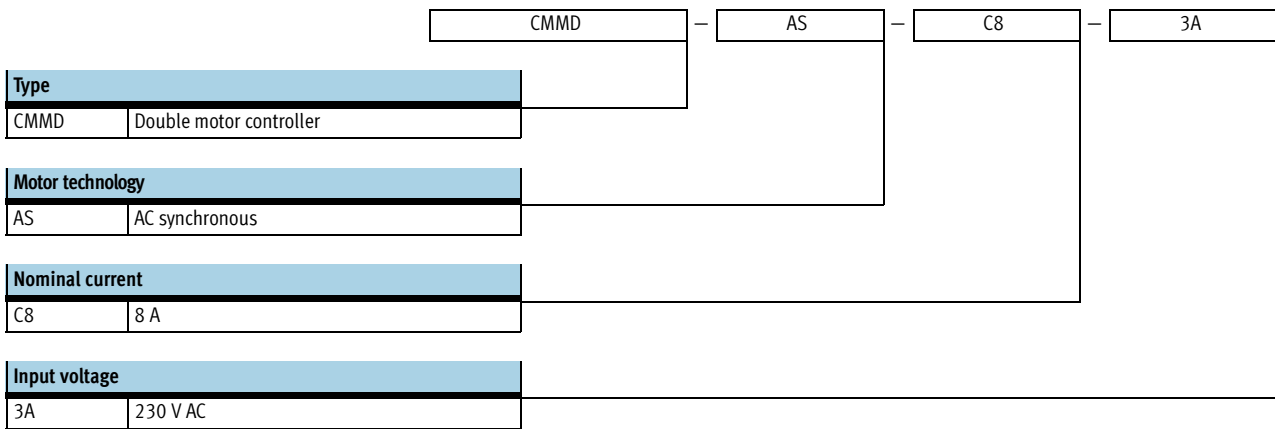 CMMD – AS – C8 – 3A
Type
CMMD Double motor controller
Motor technology
AS AC synchronous
Nominal current
C8 8 A
Input voltage
3A 230 V AC